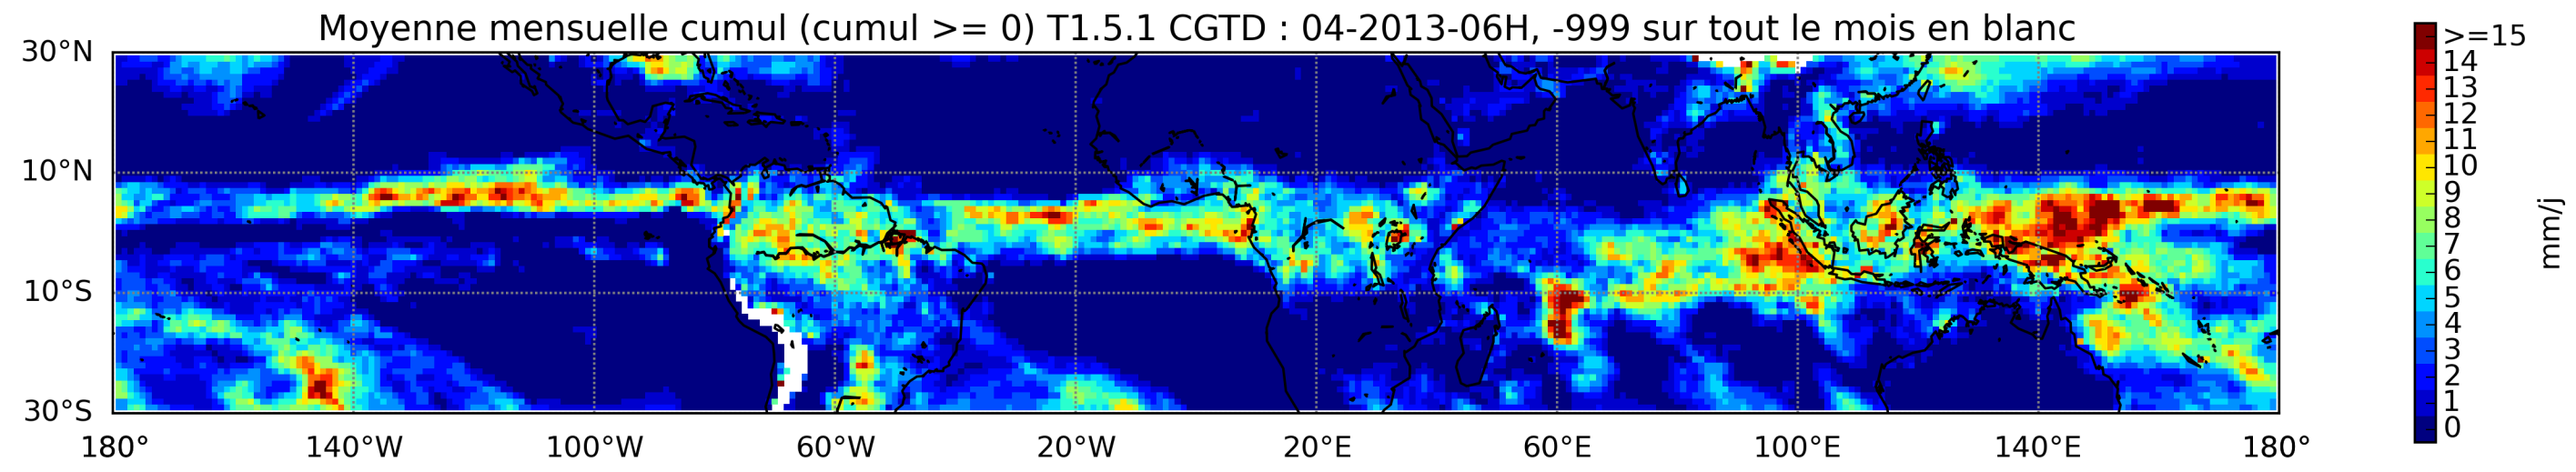 Moyenne mensuelle cumul (cumul >= 0) T1.5.1 CGTD : 04-2013-06H, -999 sur tout le mois en blanc
30°N
10°N
10°S
30°S
180°
140°W
100°W
60°W
20°W
20°E
60°E
100°E
140°E
180°
>=15
14
13
12
11
10
9
8
7
6
5
4
3
2
1
0
mm/j